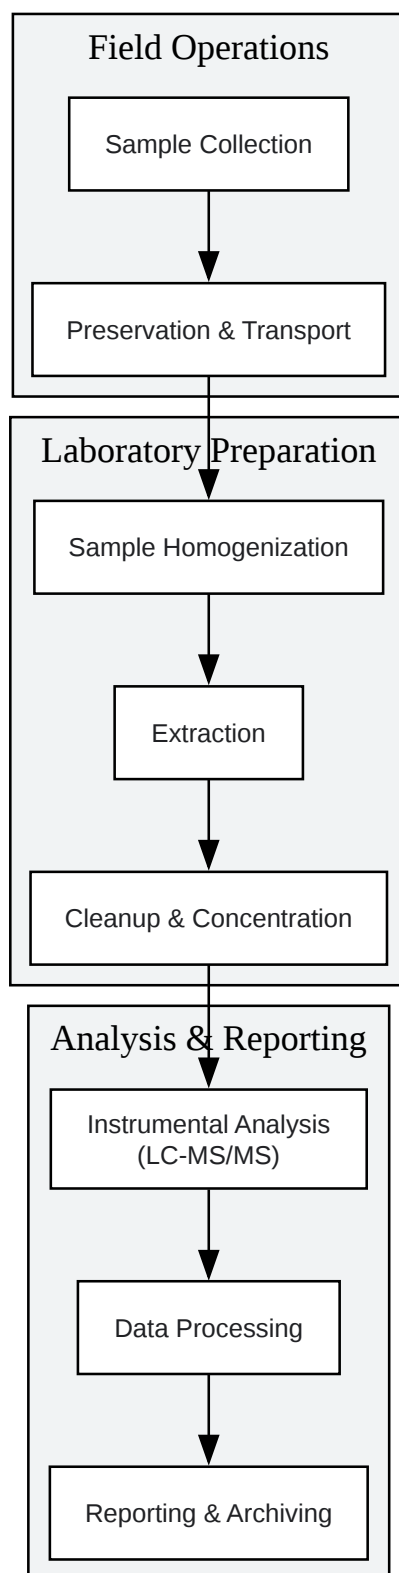 Field Operations
Sample Collection
Preservation & Transport
Laboratory Preparation
Sample Homogenization
Extraction
Cleanup & Concentration
Analysis & Reporting
Instrumental Analysis
(LC-MS/MS)
Data Processing
Reporting & Archiving